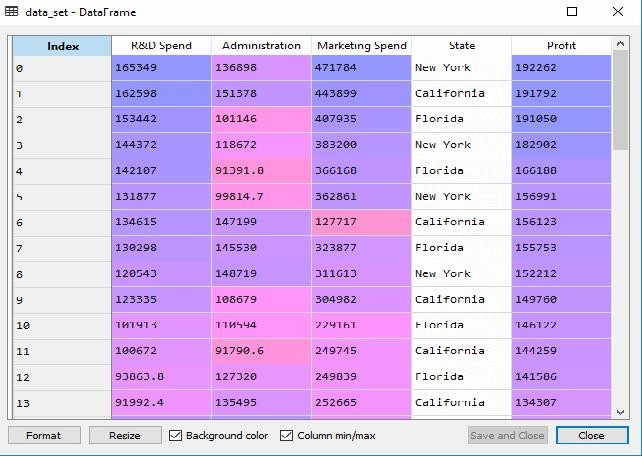 data_set - DataFrame
Index R&D Spend Administration Marketing Spend State Profit
0 165349 136898 471784 New York 192262
1 162598 151378 443899 California 191792
2 153442 101146 407935 Florida 191050
3 144372 118672 383200 New York 182902
4 142107 91391.8 366168 Florida 166188
5 131877 99814.7 362861 New York 156991
6 134615 147199 127717 California 156123
7 130298 145530 323877 Florida 155753
8 120543 148719 311613 New York 152212
9 123335 108679 304982 California 149760
10 101913 110594 229161 Florida 146122
11 100672 91790.6 249745 California 144259
12 93863.8 127320 249839 Florida 141586
13 91992.4 135495 252665 California 134307
Format Resize Background color Column min/max Save and Close Close